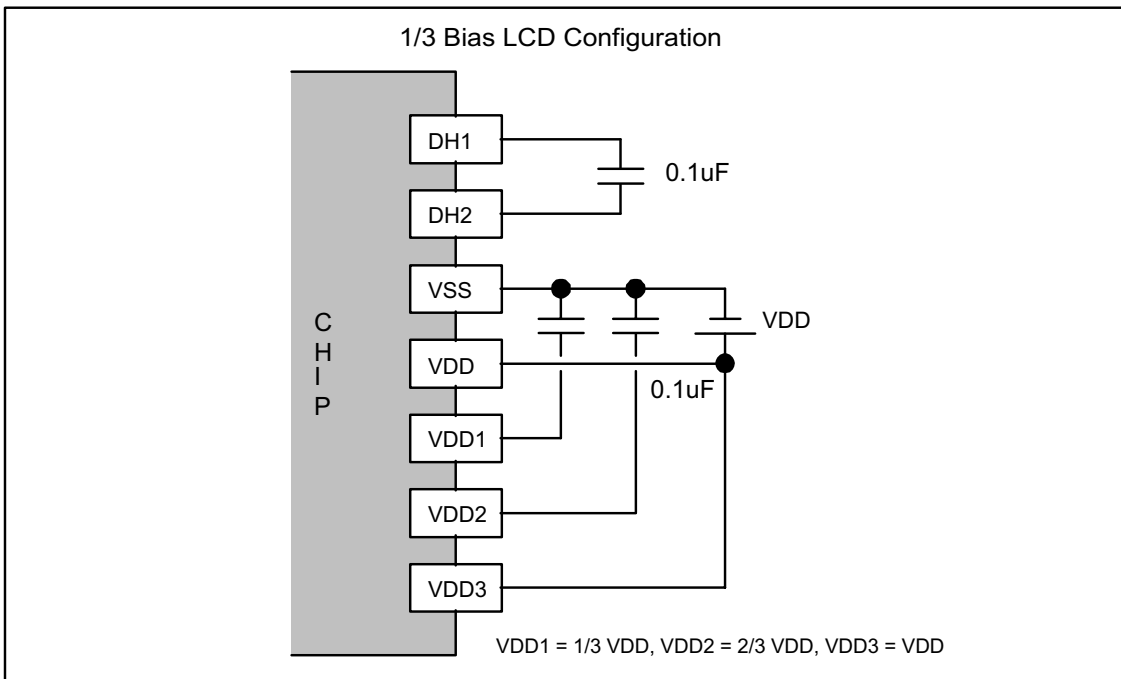 1/3 Bias LCD Configuration
DH1
0.1uF
DH2
VSS
VDD
CHIP
VDD
0.1uF
VDD1
VDD2
VDD3
VDD1 = 1/3 VDD, VDD2 = 2/3 VDD, VDD3 = VDD